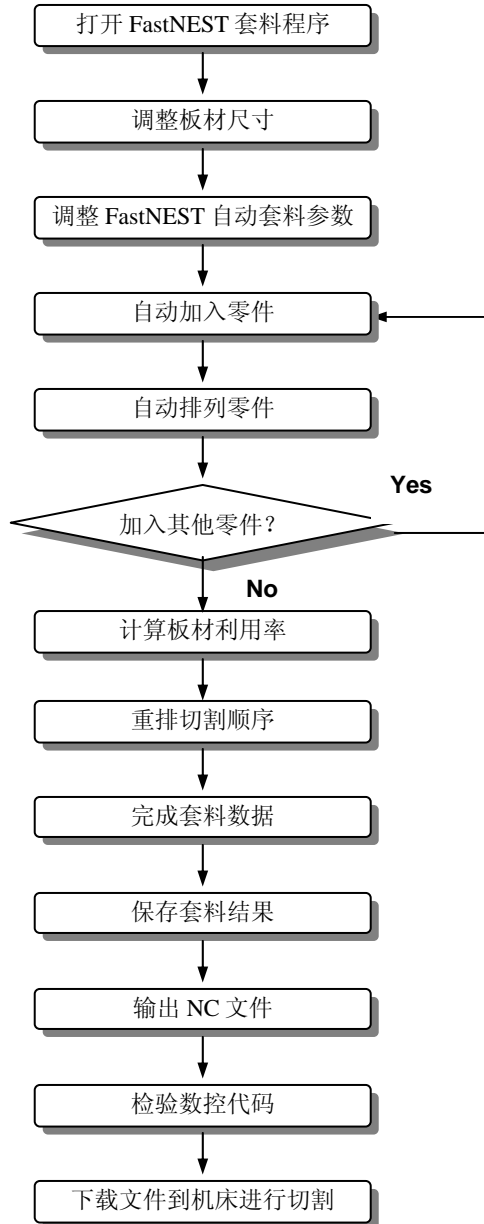 打开 FastNEST 套料程序
调整板材尺寸
调整 FastNEST 自动套料参数
自动加入零件
自动排列零件
Yes
加入其他零件？
No
计算板材利用率
重排切割顺序
完成套料数据
保存套料结果
输出 NC 文件
检验数控代码
下载文件到机床进行切割